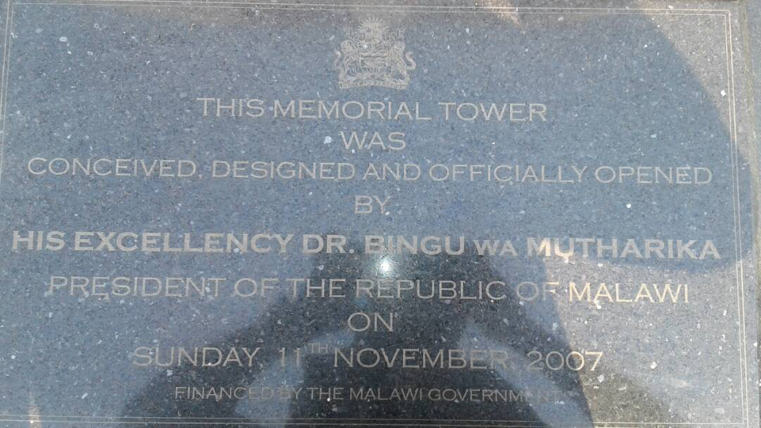 THIS MEMORIAL TOWER
WAS
CONCEIVED, DESIGNED AND OFFICIALLY OPENED
BY
HIS EXCELLENCY DR. BINGU WA MUTHARIKA
PRESIDENT OF THE REPUBLIC OF MALAWI
ON
SUNDAY, 11TH NOVEMBER, 2007
FINANCED BY THE MALAWI GOVERNMENT